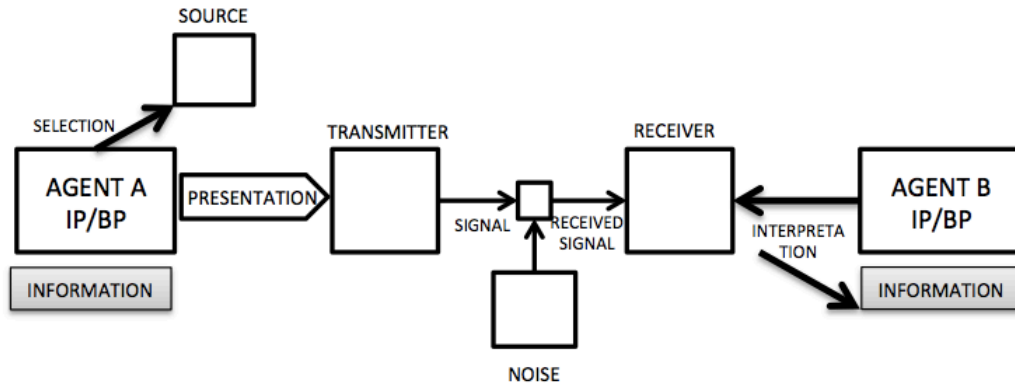 SOURCE
SELECTION
TRANSMITTER
RECEIVER
AGENT A
IP/BP
PRESENTATION
SIGNAL
RECEIVED
SIGNAL
INTERPRETA
TION
AGENT B
IP/BP
INFORMATION
INFORMATION
NOISE